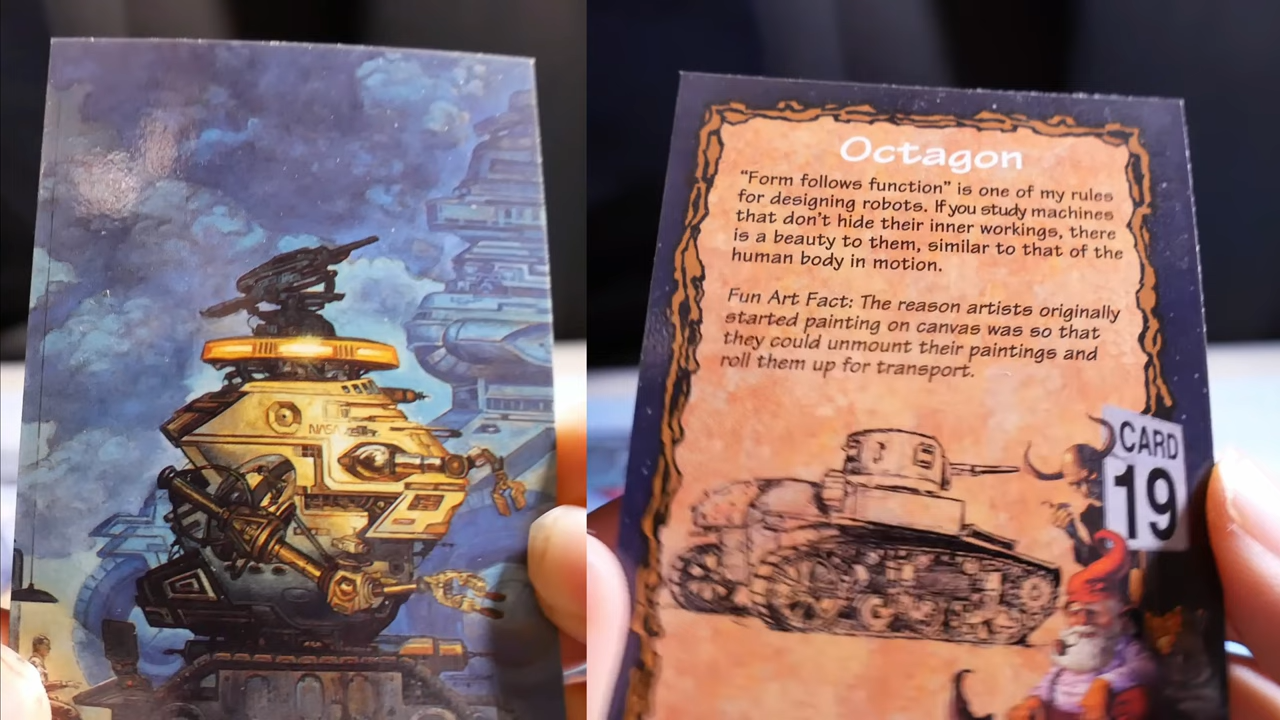 NASA
Octagon
“Form follows function” is one of my rules
for designing robots. If you study machines
that don’t hide their inner workings, there
is a beauty to them, similar to that of the
human body in motion.
Fun Art Fact: The reason artists originally
started painting on canvas was so that
they could unmount their paintings and
roll them up for transport.
CARD
19